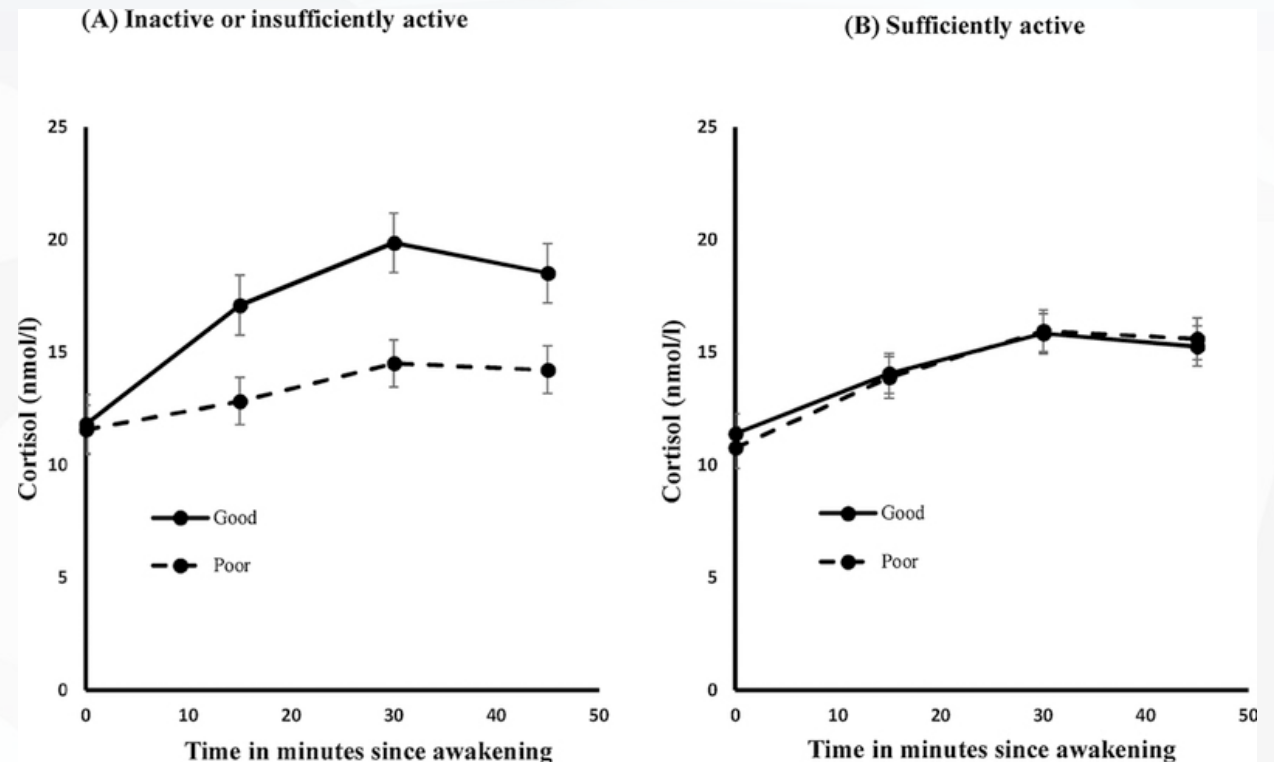 (A) Inactive or insufficiently active
25
20
15
10
5
0
Cortisol (nmol/l)
Good
Poor
0 10 20 30 40 50
Time in minutes since awakening
(B) Sufficiently active
25
20
15
10
5
0
Cortisol (nmol/l)
Good
Poor
0 10 20 30 40 50
Time in minutes since awakening